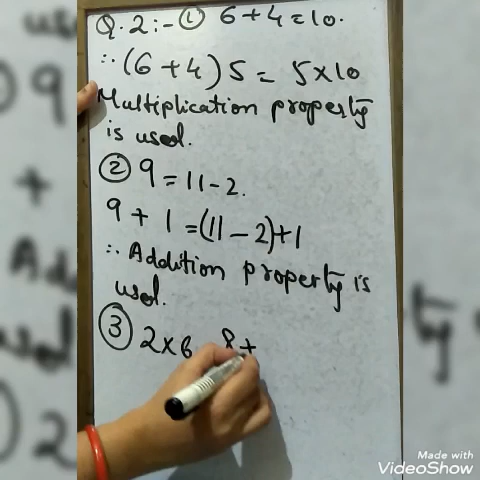 Q.2:- ① 6+4=10.
∴ (6+4)5 = 5×10
Multiplication property
is used.
② 9 = 11-2.
9 + 1 = (11-2)+1
∴ Addition property is
used.
③ 2×6 8+
Made with
VideoShow